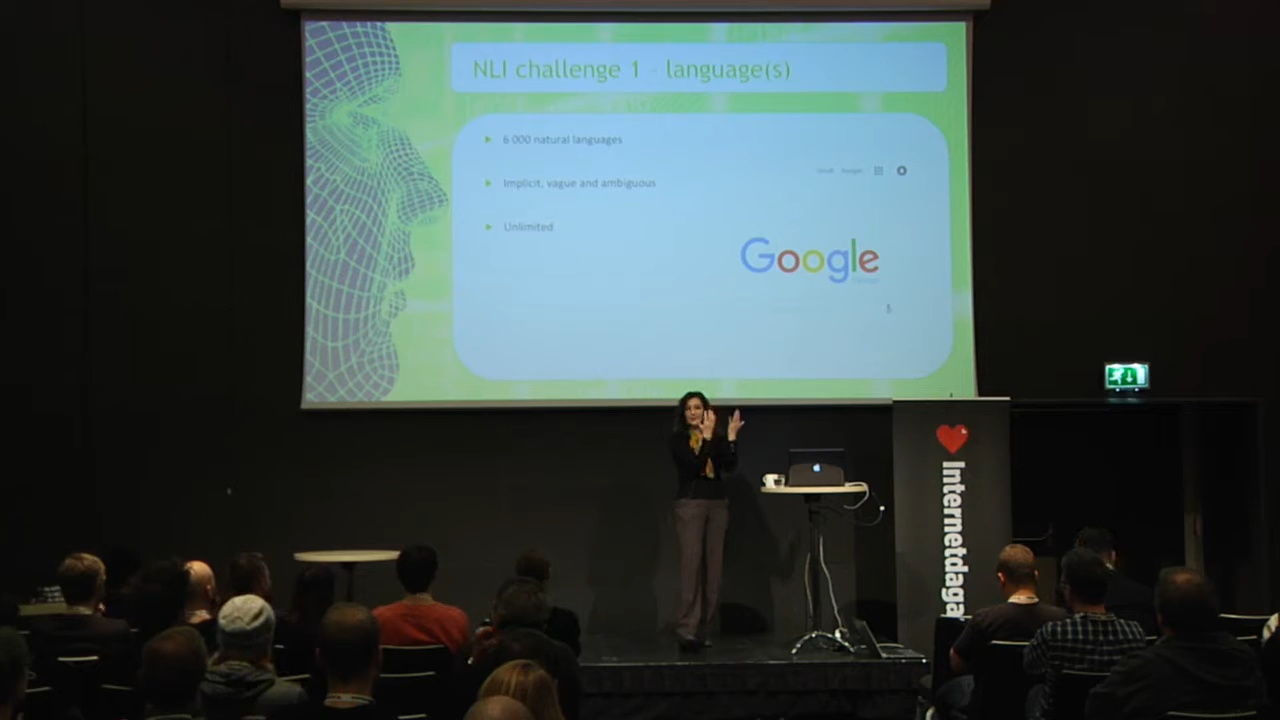 NLI challenge 1 - language(s)
6 000 natural languages
Implicit, vague and ambiguous
Unlimited
Google
Internetdaga